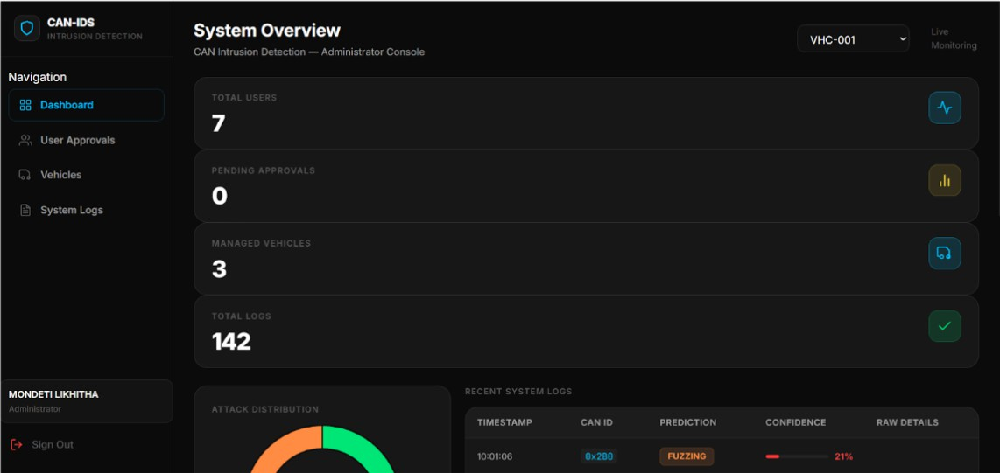 CAN-IDS
INTRUSION DETECTION
Navigation
Dashboard
User Approvals
Vehicles
System Logs
MONDETI LIKHITHA
Administrator
Sign Out
System Overview
CAN Intrusion Detection — Administrator Console
VHC-001
Live
Monitoring
TOTAL USERS
7
PENDING APPROVALS
0
MANAGED VEHICLES
3
TOTAL LOGS
142
ATTACK DISTRIBUTION
RECENT SYSTEM LOGS
TIMESTAMP CAN ID PREDICTION CONFIDENCE RAW DETAILS
10:01:06 0x2B0 FUZZING 21%